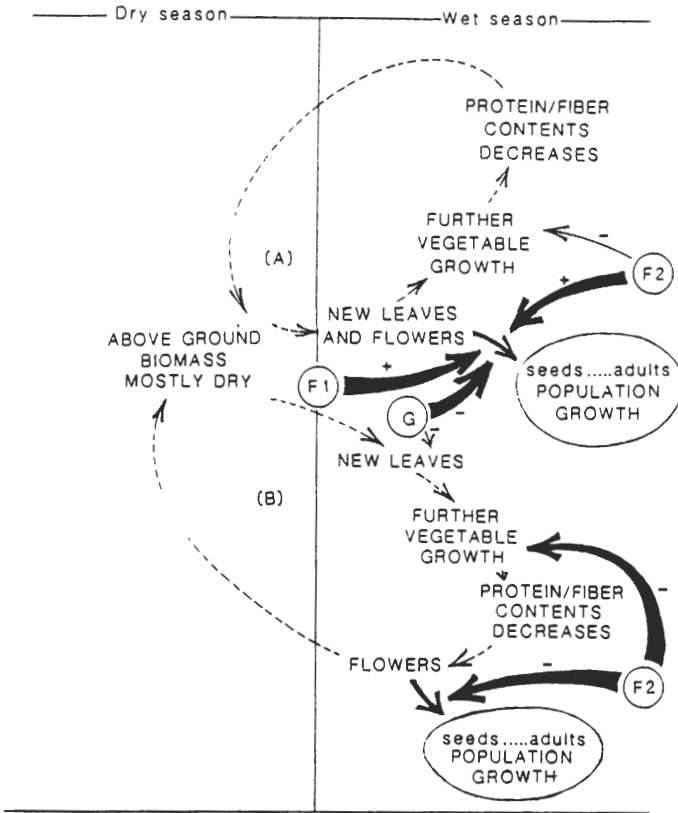 Dry season
Wet season
PROTEIN/FIBER
CONTENTS
DECREASES
FURTHER
VEGETABLE
GROWTH
-
F2
+
(A)
NEW LEAVES
AND FLOWERS
ABOVE GROUND
BIOMASS
MOSTLY DRY
seeds.....adults
POPULATION
GROWTH
+
F1
G
-
-
NEW LEAVES
(B)
FURTHER
VEGETABLE
GROWTH
-
PROTEIN/FIBER
CONTENTS
DECREASES
FLOWERS
-
F2
seeds.....adults
POPULATION
GROWTH